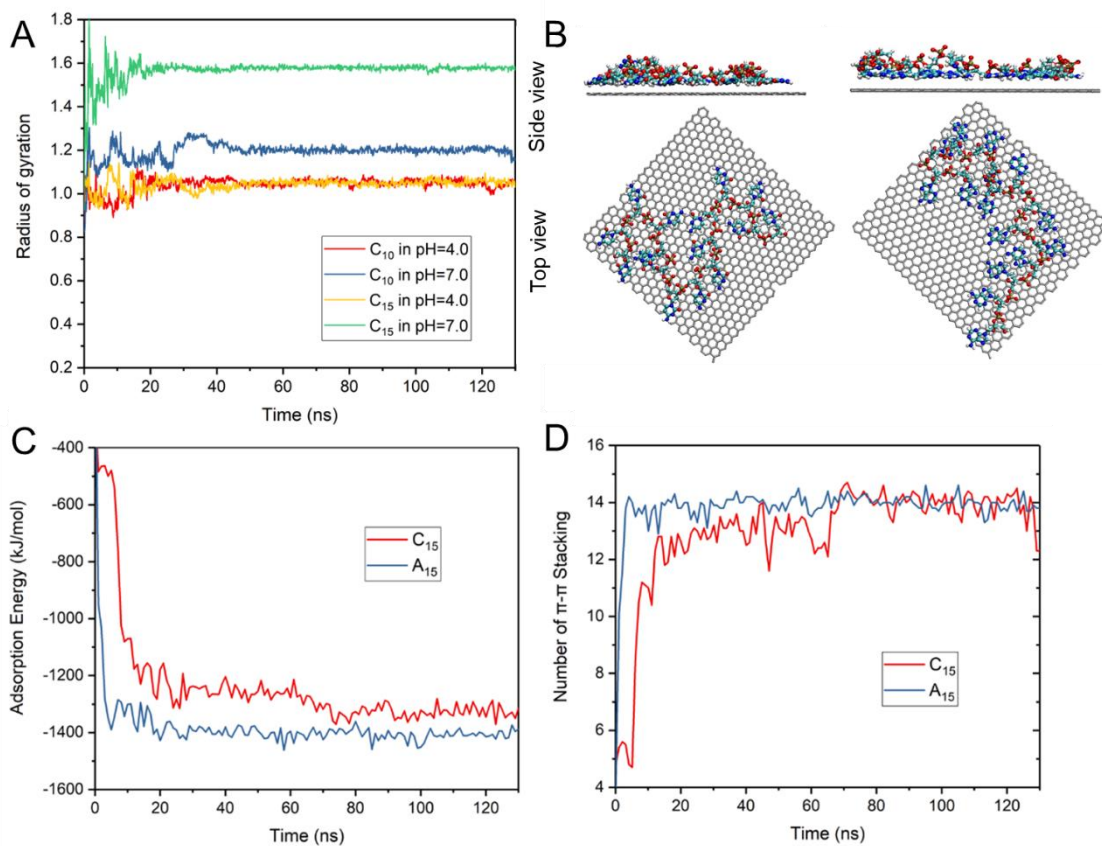 A
Radius of gyration
1.8
1.6
1.4
1.2
1.0
0.8
0.6
0.4
0.2
C₁₀ in pH=4.0
C₁₀ in pH=7.0
C₁₅ in pH=4.0
C₁₅ in pH=7.0
0 20 40 60 80 100 120
Time (ns)
B
Side view
Top view
C
Adsorption Energy (kJ/mol)
-400
-600
-800
-1000
-1200
-1400
-1600
C₁₅
A₁₅
0 20 40 60 80 100 120
Time (ns)
D
Number of π-π Stacking
16
14
12
10
8
6
4
C₁₅
A₁₅
0 20 40 60 80 100 120
Time (ns)